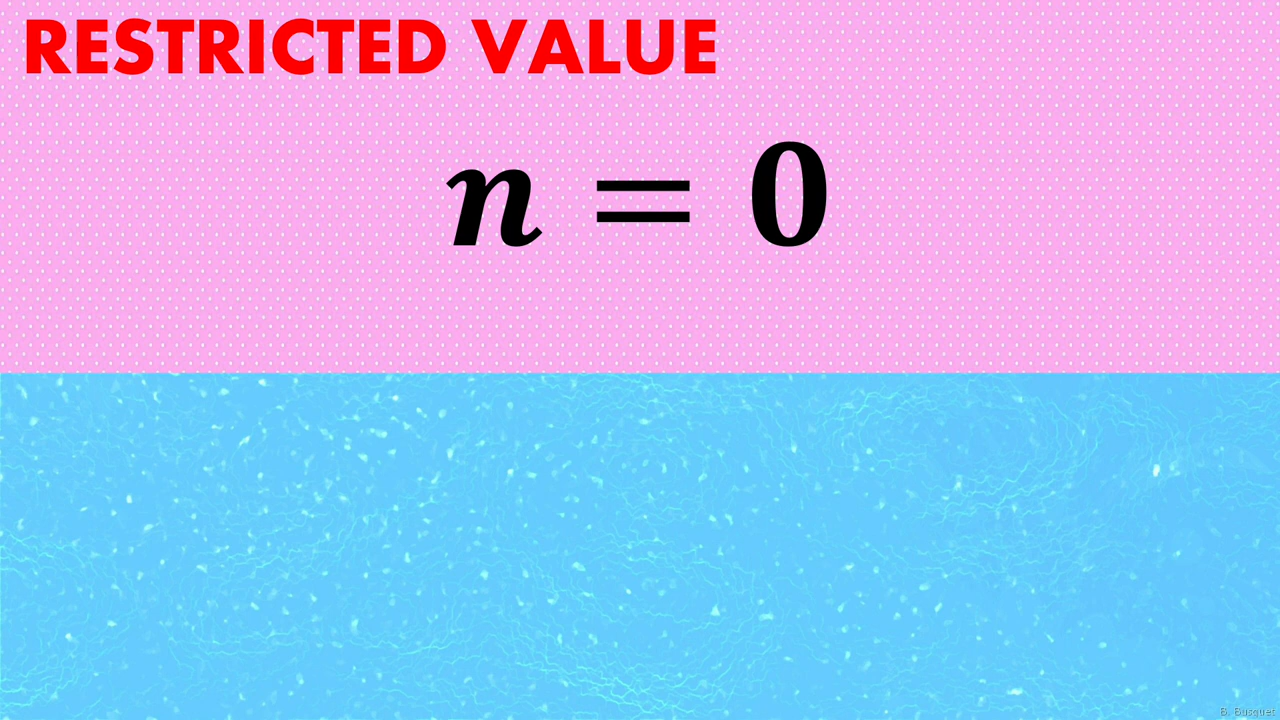 RESTRICTED VALUE
n = 0
B. Busquet